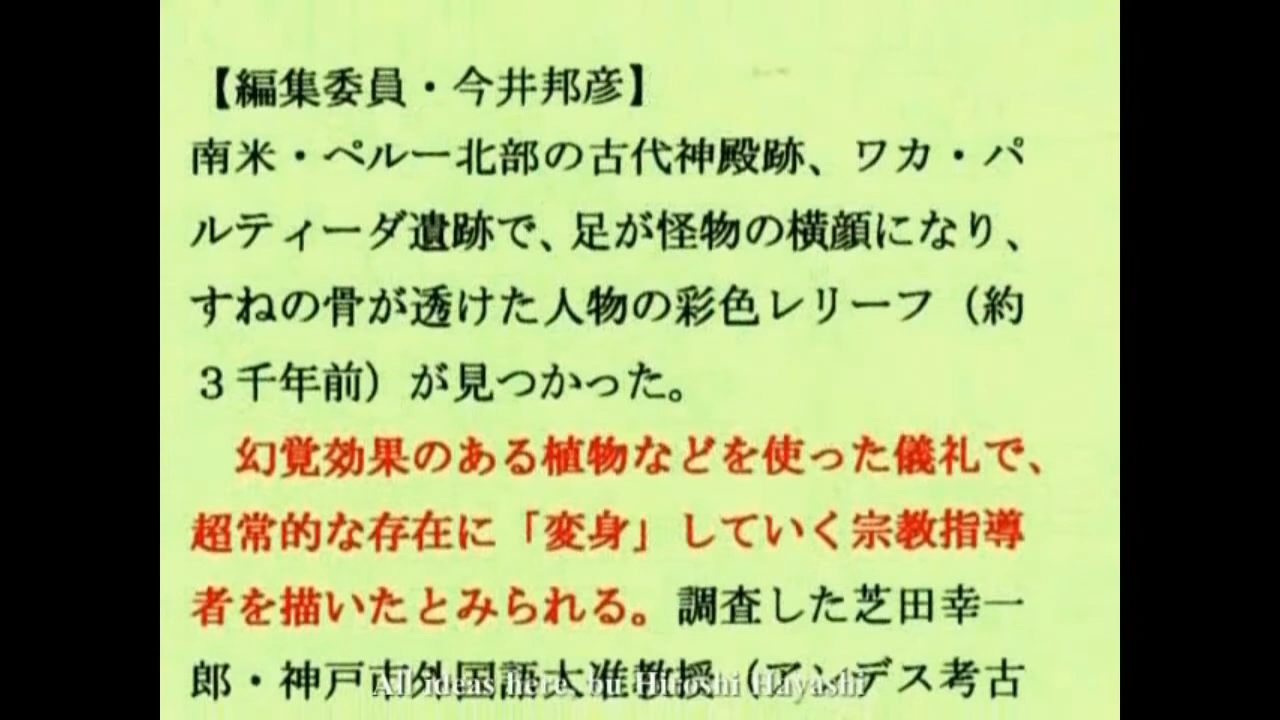 【編集委員・今井邦彦】
南米・ペルー北部の古代神殿跡、ワカ・パ
ルティーダ遺跡で、足が怪物の横顔になり、
すねの骨が透けた人物の彩色レリーフ（約
３千年前）が見つかった。
幻覚効果のある植物などを使った儀礼で、
超常的な存在に「変身」していく宗教指導
者を描いたとみられる。調査した芝田幸一
郎・神戸市外国語大准教授（アンデス考古
All ideas here, bu Hiroshi Hayashi